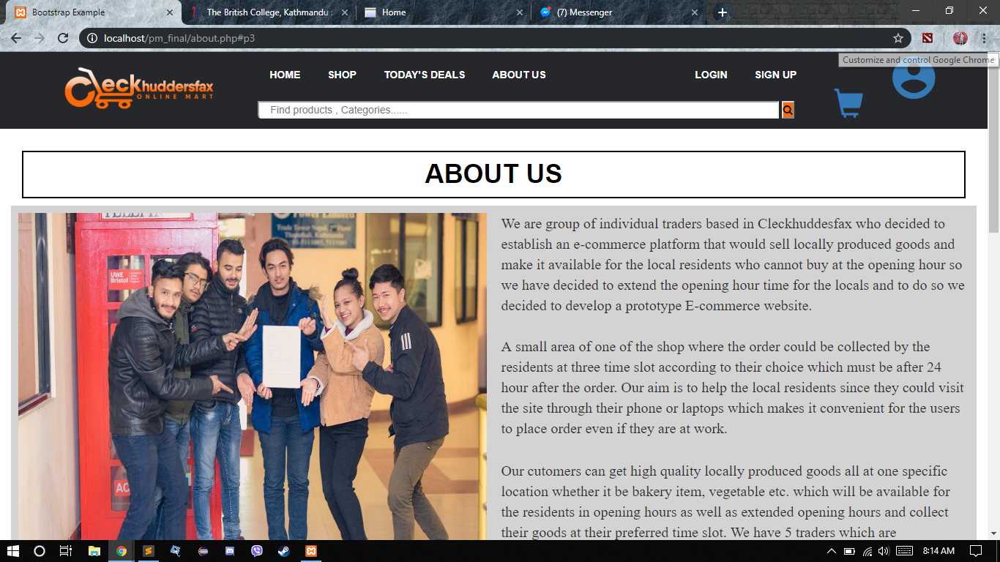 Bootstrap Example
The British College, Kathmandu
Home
(7) Messenger
localhost/pm_final/about.php#p3
Customize and control Google Chrome
Cleckhuddersfax
ONLINE MART
HOME SHOP TODAY'S DEALS ABOUT US LOGIN SIGN UP
Find products , Categories......
ABOUT US
UWE
Bristol
We are group of individual traders based in Cleckhuddesfax who decided to
establish an e-commerce platform that would sell locally produced goods and
make it available for the local residents who cannot buy at the opening hour so
we have decided to extend the opening hour time for the locals and to do so we
decided to develop a prototype E-commerce website.
A small area of one of the shop where the order could be collected by the
residents at three time slot according to their choice which must be after 24
hour after the order. Our aim is to help the local residents since they could visit
the site through their phone or laptops which makes it convenient for the users
to place order even if they are at work.
Our cutomers can get high quality locally produced goods all at one specific
location whether it be bakery item, vegetable etc. which will be available for
the residents in opening hours as well as extended opening hours and collect
their goods at their preferred time slot. We have 5 traders which are
8:14 AM